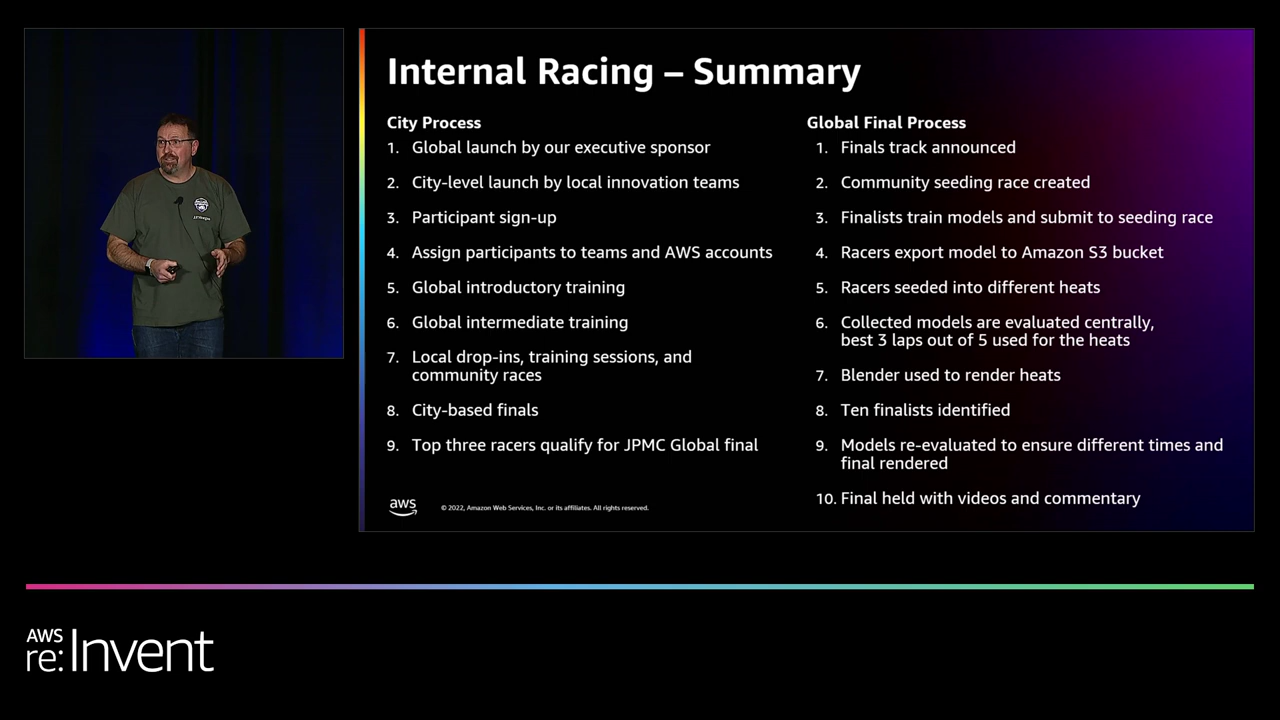 Internal Racing – Summary
City Process
1. Global launch by our executive sponsor
2. City-level launch by local innovation teams
3. Participant sign-up
4. Assign participants to teams and AWS accounts
5. Global introductory training
6. Global intermediate training
7. Local drop-ins, training sessions, and
community races
8. City-based finals
9. Top three racers qualify for JPMC Global final
Global Final Process
1. Finals track announced
2. Community seeding race created
3. Finalists train models and submit to seeding race
4. Racers export model to Amazon S3 bucket
5. Racers seeded into different heats
6. Collected models are evaluated centrally,
best 3 laps out of 5 used for the heats
7. Blender used to render heats
8. Ten finalists identified
9. Models re-evaluated to ensure different times and
final rendered
10. Final held with videos and commentary
aws
© 2022, Amazon Web Services, Inc. or its affiliates. All rights reserved.
AWS
re:Invent